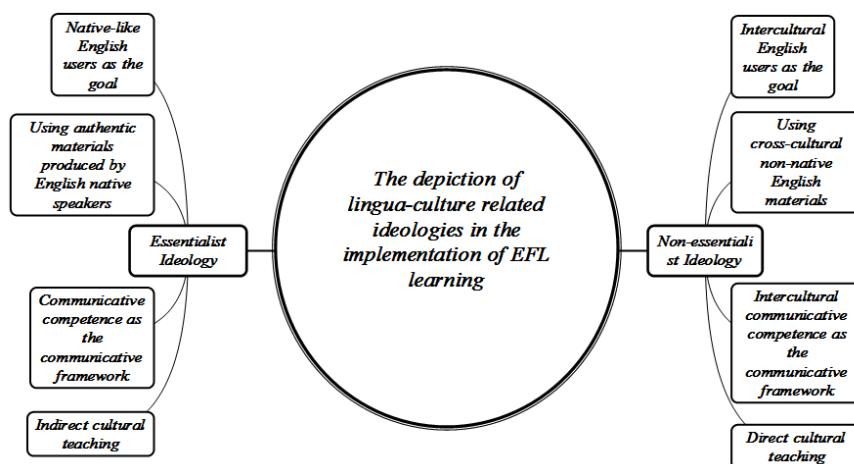 Native-like
English
users as the
goal
Using authentic
materials
produced by
English native
speakers
Essentialist
Ideology
Communicative
competence as
the
communicative
framework
Indirect cultural
teaching
The depiction of
lingua-culture related
ideologies in the
implementation of EFL
learning
Intercultural
English
users as the
goal
Using
cross-cultural
non-native
English
materials
Non-essentiali
st Ideology
Intercultural
communicative
competence as
the
communicative
framework
Direct cultural
teaching